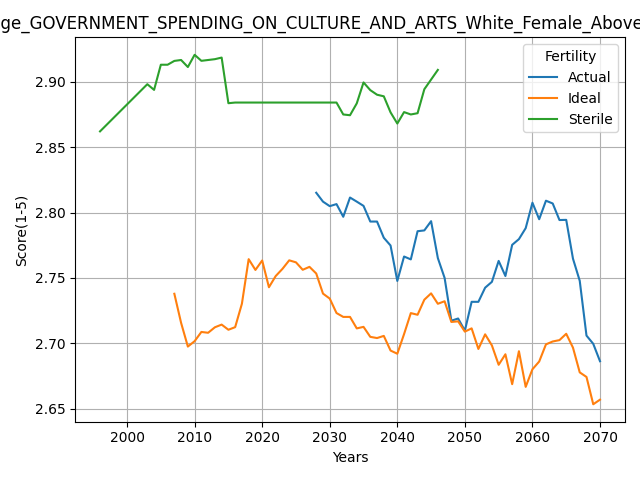 ge_GOVERNMENT_SPENDING_ON_CULTURE_AND_ARTS_White_Female_Above
Fertility
Actual
Ideal
Sterile
Score(1-5)
2.90
2.85
2.80
2.75
2.70
2.65
2000 2010 2020 2030 2040 2050 2060 2070
Years